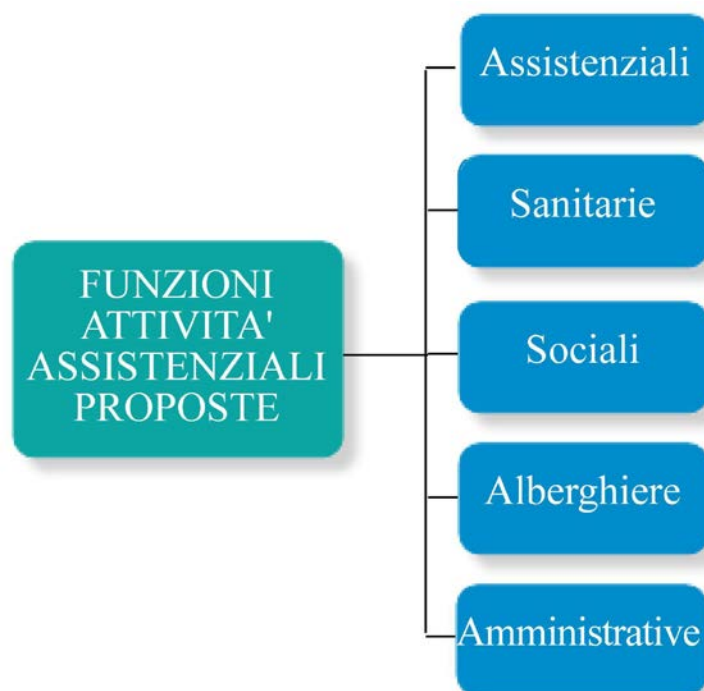 FUNZIONI
ATTIVITA'
ASSISTENZIALI
PROPOSTE
Assistenziali
Sanitarie
Sociali
Alberghiere
Amministrative